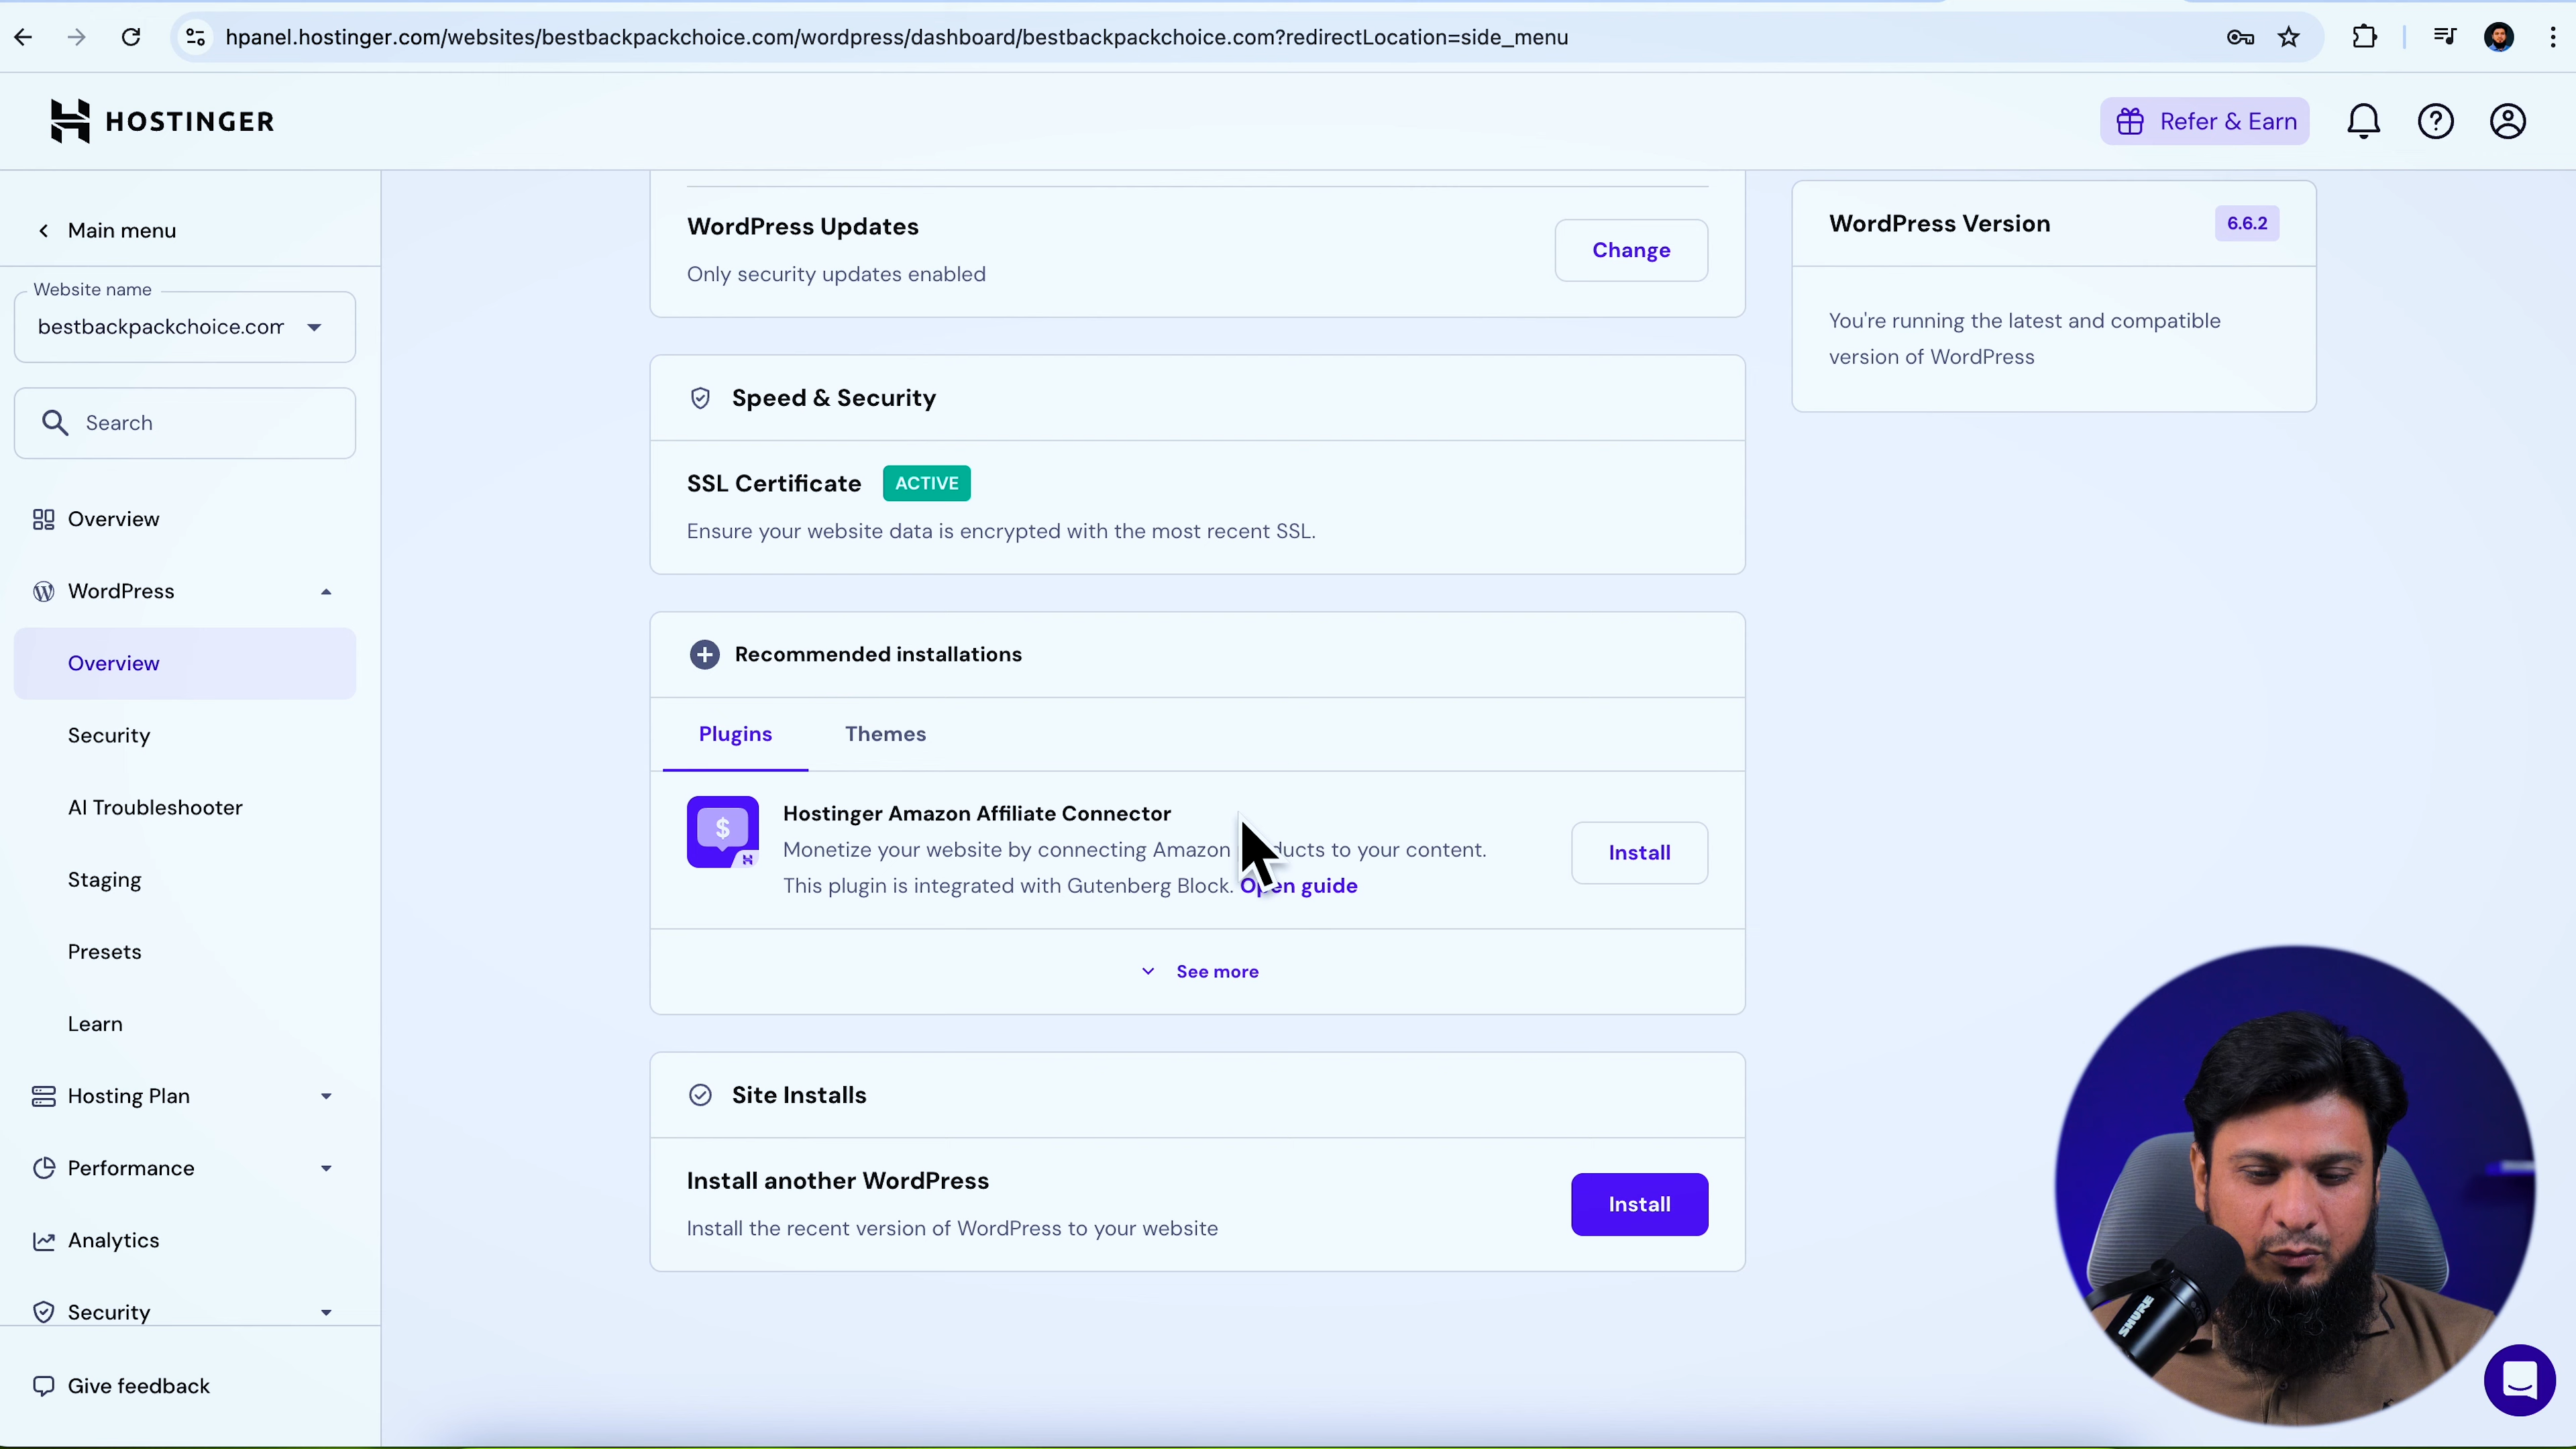 hpanel.hostinger.com/websites/bestbackpackchoice.com/wordpress/dashboard/bestbackpackchoice.com?redirectLocation=side_menu
HOSTINGER
Refer & Earn
Main menu
Website name
bestbackpackchoice.com
Search
Overview
WordPress
Overview
Security
AI Troubleshooter
Staging
Presets
Learn
Hosting Plan
Performance
Analytics
Security
Give feedback
WordPress Updates
Only security updates enabled
Change
Speed & Security
SSL Certificate ACTIVE
Ensure your website data is encrypted with the most recent SSL.
Recommended installations
Plugins Themes
$
Hostinger Amazon Affiliate Connector
Monetize your website by connecting Amazon products to your content.
This plugin is integrated with Gutenberg Block. Open guide
Install
See more
Site Installs
Install another WordPress
Install the recent version of WordPress to your website
Install
WordPress Version 6.6.2
You're running the latest and compatible
version of WordPress
SHURE